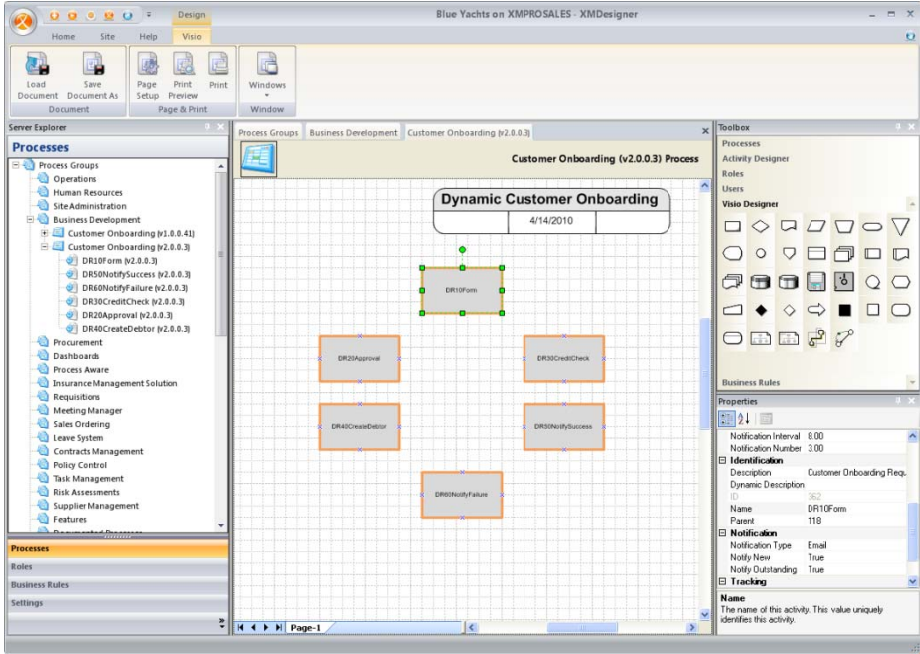 Design
Blue Yachts on XMPROSALES - XMDesigner
Home Site Help Visio
Load Document
Save Document As
Page Setup
Print Preview
Print
Windows
Document
Page & Print
Window
Server Explorer
Processes
Process Groups
Operations
Human Resources
Site Administration
Business Development
Customer Onboarding (v1.0.0.41)
Customer Onboarding (v2.0.0.3)
DR10Form (v2.0.0.3)
DR50NotifySuccess (v2.0.0.3)
DR60NotifyFailure (v2.0.0.3)
DR30CreditCheck (v2.0.0.3)
DR20Approval (v2.0.0.3)
DR40CreateDebtor (v2.0.0.3)
Procurement
Dashboards
Process Aware
Insurance Management Solution
Requisitions
Meeting Manager
Sales Ordering
Leave System
Contracts Management
Policy Control
Task Management
Risk Assessments
Supplier Management
Features
Processes
Roles
Business Rules
Settings
Process Groups Business Development Customer Onboarding (v2.0.0.3)
Customer Onboarding (v2.0.0.3) Process
Dynamic Customer Onboarding
4/14/2010
DR10Form
DR20Approval
DR30CreditCheck
DR40CreateDebtor
DR50NotifySuccess
DR60NotifyFailure
Page-1
Toolbox
Processes
Activity Designer
Roles
Users
Visio Designer
Business Rules
Properties
Notification Interval 8.00
Notification Number 3.00
Identification
Description Customer Onboarding Requ
Dynamic Description
ID 362
Name DR10Form
Parent 118
Notification
Notification Type Email
Notify New True
Notify Outstanding True
Tracking
Name
The name of this activity. This value uniquely
identifies this activity.